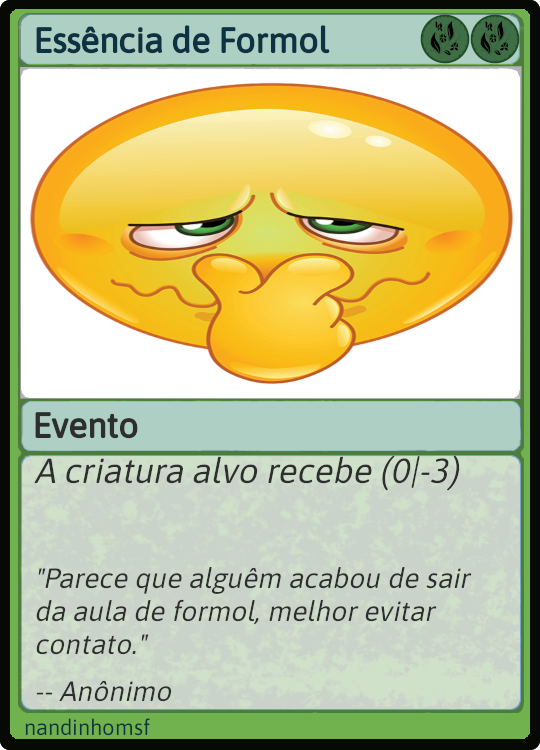 Essência de Formol
Evento
A criatura alvo recebe (0|-3)
"Parece que alguêm acabou de sair
da aula de formol, melhor evitar
contato."
-- Anônimo
nandinhomsf